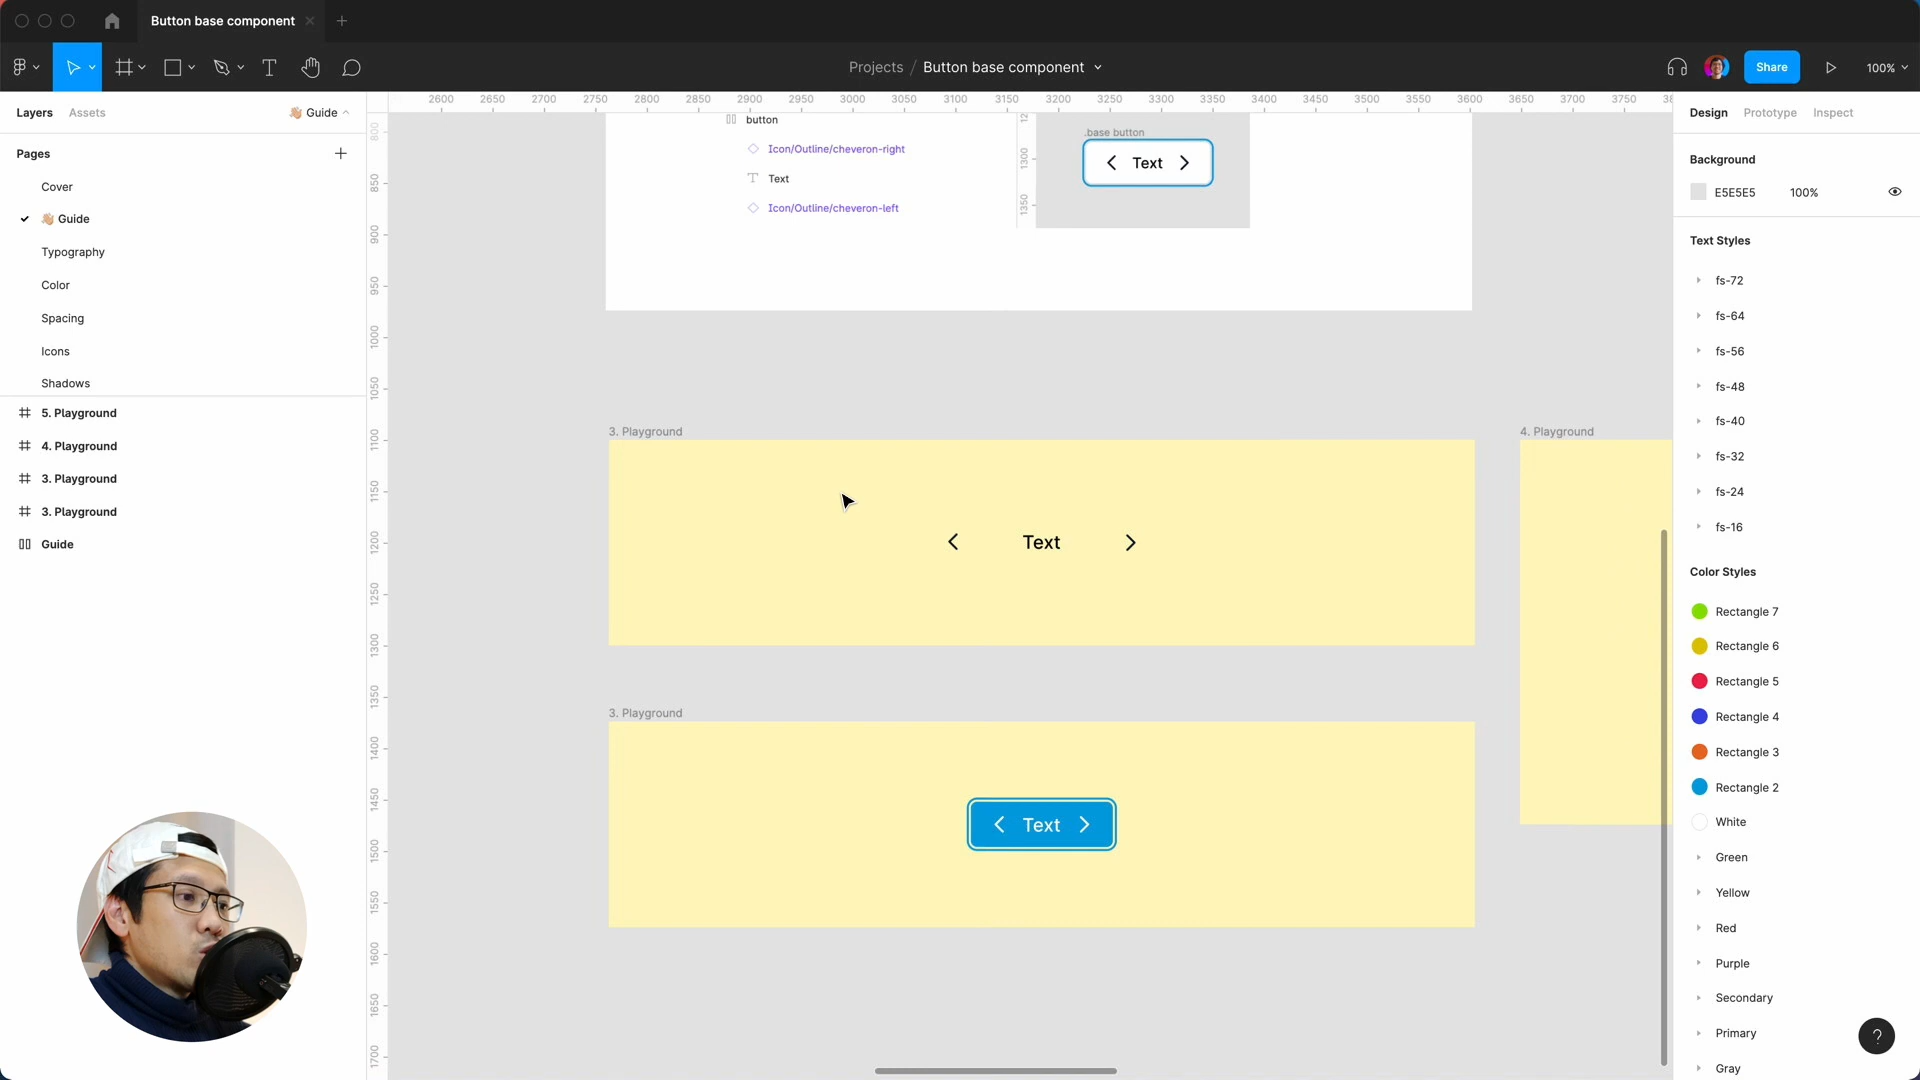 Button base component
Projects / Button base component
Share
100%
Layers
Assets
👋🏼 Guide
2600 2650 2700 2750 2800 2850 2900 2950 3000 3050 3100 3150 3200 3250 3300 3350 3400 3450 3500 3550 3600 3650 3700 3750
Design
Prototype
Inspect
Pages
Cover
👋🏼 Guide
Typography
Color
Spacing
Icons
Shadows
5. Playground
4. Playground
3. Playground
3. Playground
Guide
800
850
900
950
1000
1050
1100
1150
1200
1250
1300
1350
1400
1450
1500
1550
1600
1650
1700
button
Icon/Outline/cheveron-right
Text
Icon/Outline/cheveron-left
1300
1350
.base button
Text
3. Playground
Text
4. Playground
3. Playground
Text
Background
E5E5E5
100%
Text Styles
fs-72
fs-64
fs-56
fs-48
fs-40
fs-32
fs-24
fs-16
Color Styles
Rectangle 7
Rectangle 6
Rectangle 5
Rectangle 4
Rectangle 3
Rectangle 2
White
Green
Yellow
Red
Purple
Secondary
Primary
Gray
?